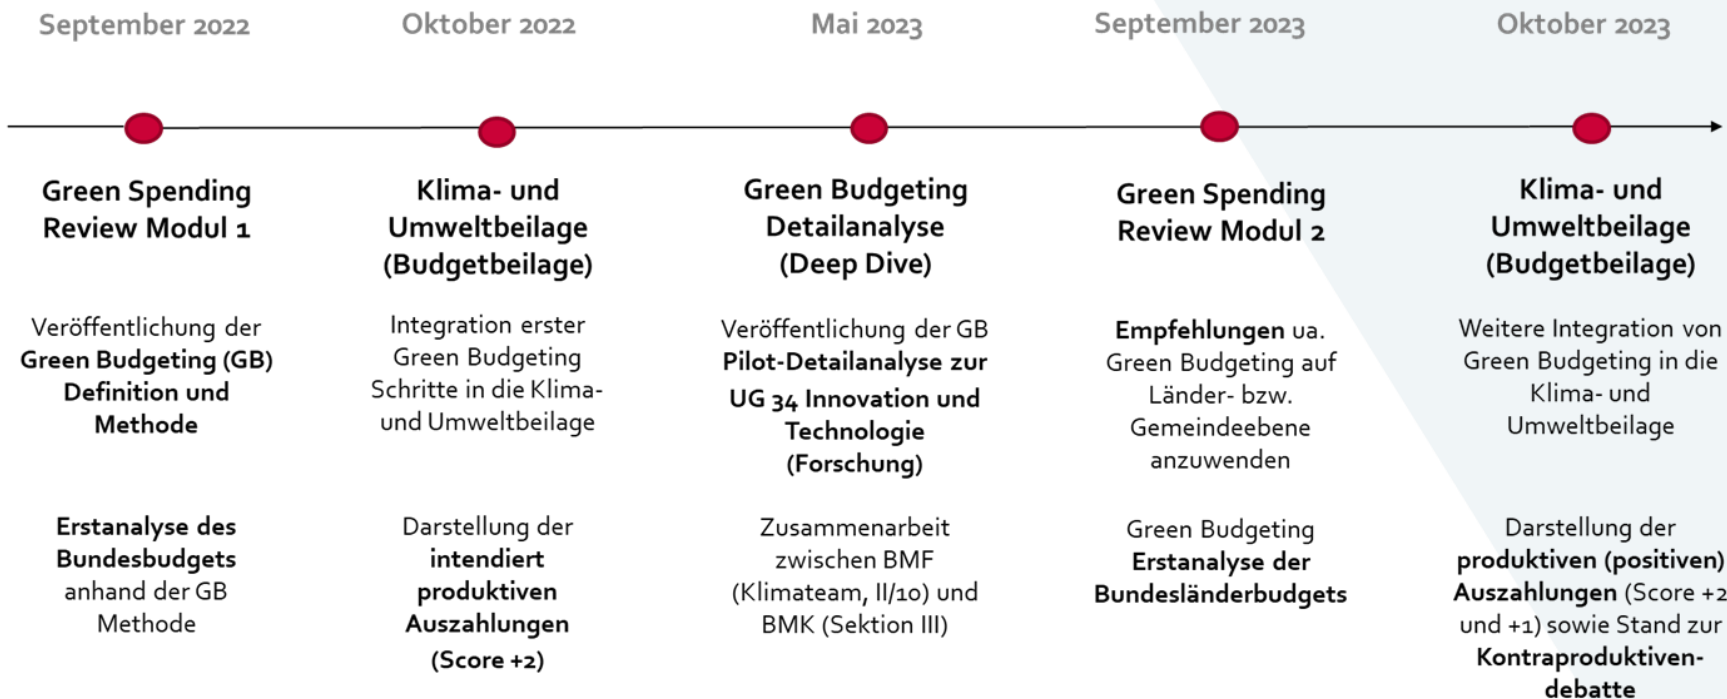 September 2022
Oktober 2022
Mai 2023
September 2023
Oktober 2023
Green Spending
Review Modul 1
Veröffentlichung der
Green Budgeting (GB)
Definition und
Methode
Erstanalyse des
Bundesbudgets
anhand der GB
Methode
Klima- und
Umweltbeilage
(Budgetbeilage)
Integration erster
Green Budgeting
Schritte in die Klima-
und Umweltbeilage
Darstellung der
intendiert
produktiven
Auszahlungen
(Score +2)
Green Budgeting
Detailanalyse
(Deep Dive)
Veröffentlichung der GB
Pilot-Detailanalyse zur
UG 34 Innovation und
Technologie
(Forschung)
Zusammenarbeit
zwischen BMF
(Klimateam, II/10) und
BMK (Sektion III)
Green Spending
Review Modul 2
Empfehlungen ua.
Green Budgeting auf
Länder- bzw.
Gemeindeebene
anzuwenden
Green Budgeting
Erstanalyse der
Bundesländerbudgets
Klima- und
Umweltbeilage
(Budgetbeilage)
Weitere Integration von
Green Budgeting in die
Klima- und
Umweltbeilage
Darstellung der
produktiven (positiven)
Auszahlungen (Score +2
und +1) sowie Stand zur
Kontraproduktiven-
debatte